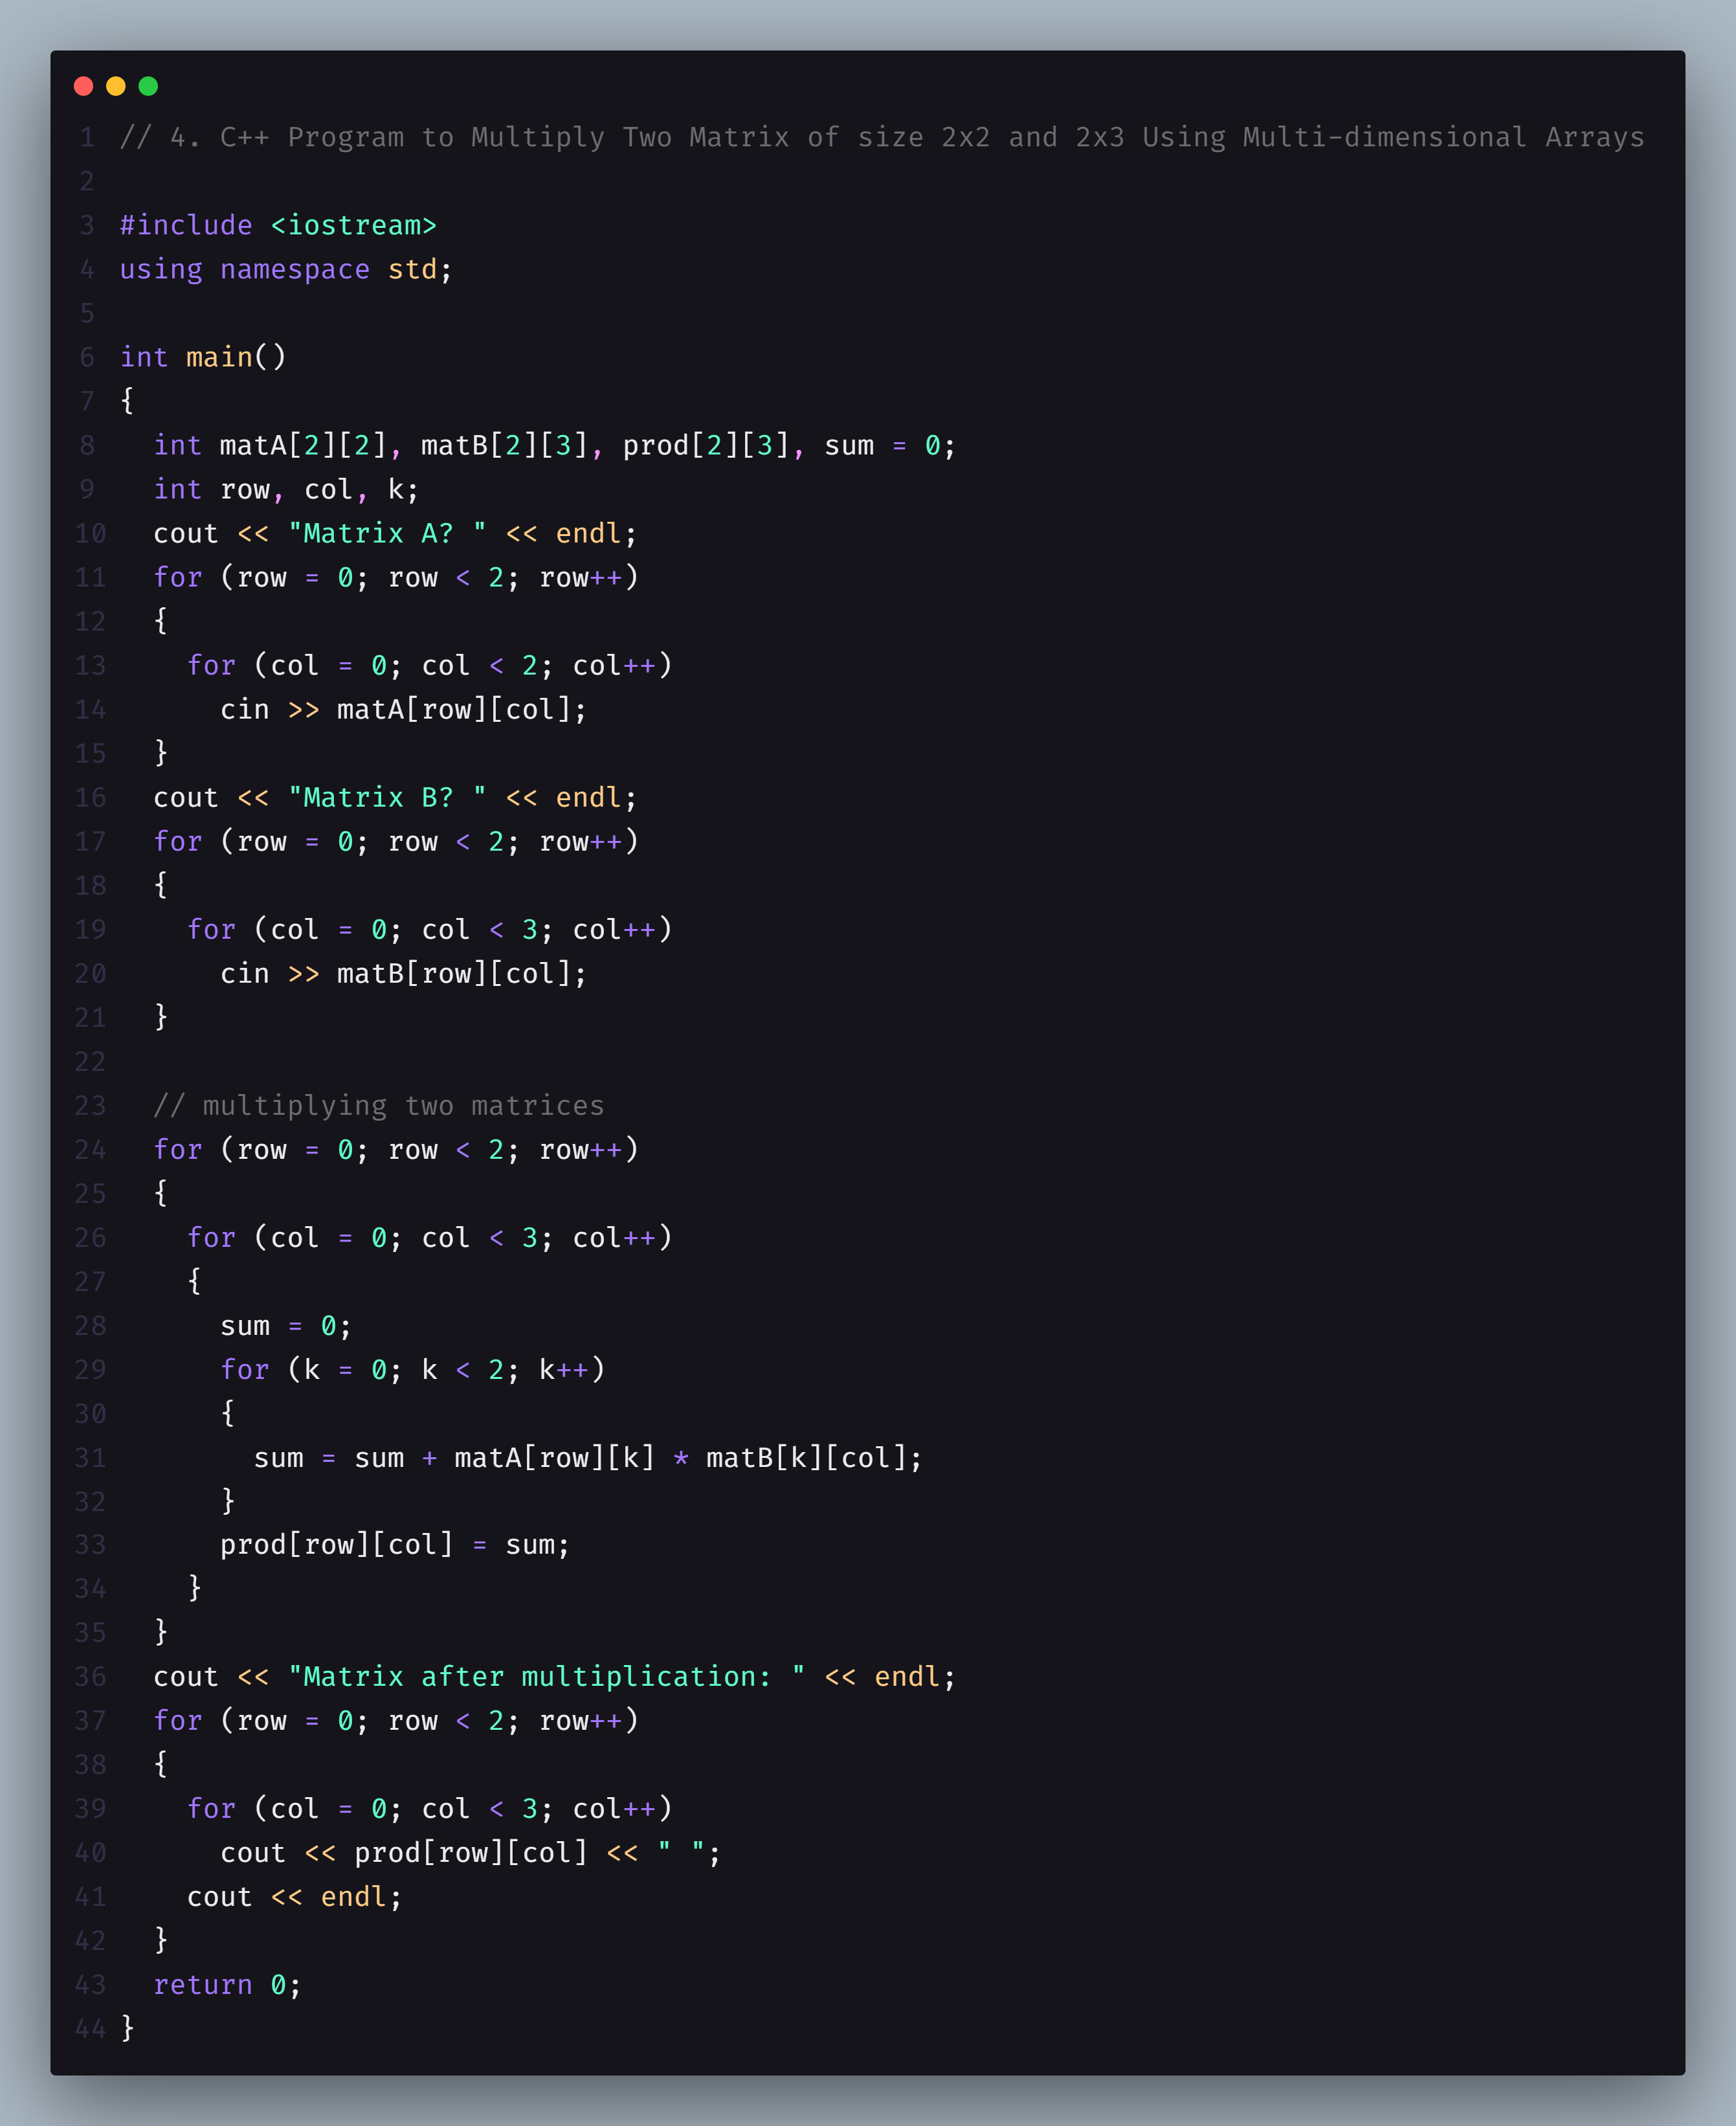 1 // 4. C++ Program to Multiply Two Matrix of size 2x2 and 2x3 Using Multi-dimensional Arrays
2
3 #include <iostream>
4 using namespace std;
5
6 int main()
7 {
8   int matA[2][2], matB[2][3], prod[2][3], sum = 0;
9   int row, col, k;
10   cout << "Matrix A? " << endl;
11   for (row = 0; row < 2; row++)
12   {
13     for (col = 0; col < 2; col++)
14       cin >> matA[row][col];
15   }
16   cout << "Matrix B? " << endl;
17   for (row = 0; row < 2; row++)
18   {
19     for (col = 0; col < 3; col++)
20       cin >> matB[row][col];
21   }
22
23   // multiplying two matrices
24   for (row = 0; row < 2; row++)
25   {
26     for (col = 0; col < 3; col++)
27     {
28       sum = 0;
29       for (k = 0; k < 2; k++)
30       {
31         sum = sum + matA[row][k] * matB[k][col];
32       }
33       prod[row][col] = sum;
34     }
35   }
36   cout << "Matrix after multiplication: " << endl;
37   for (row = 0; row < 2; row++)
38   {
39     for (col = 0; col < 3; col++)
40       cout << prod[row][col] << " ";
41     cout << endl;
42   }
43   return 0;
44 }